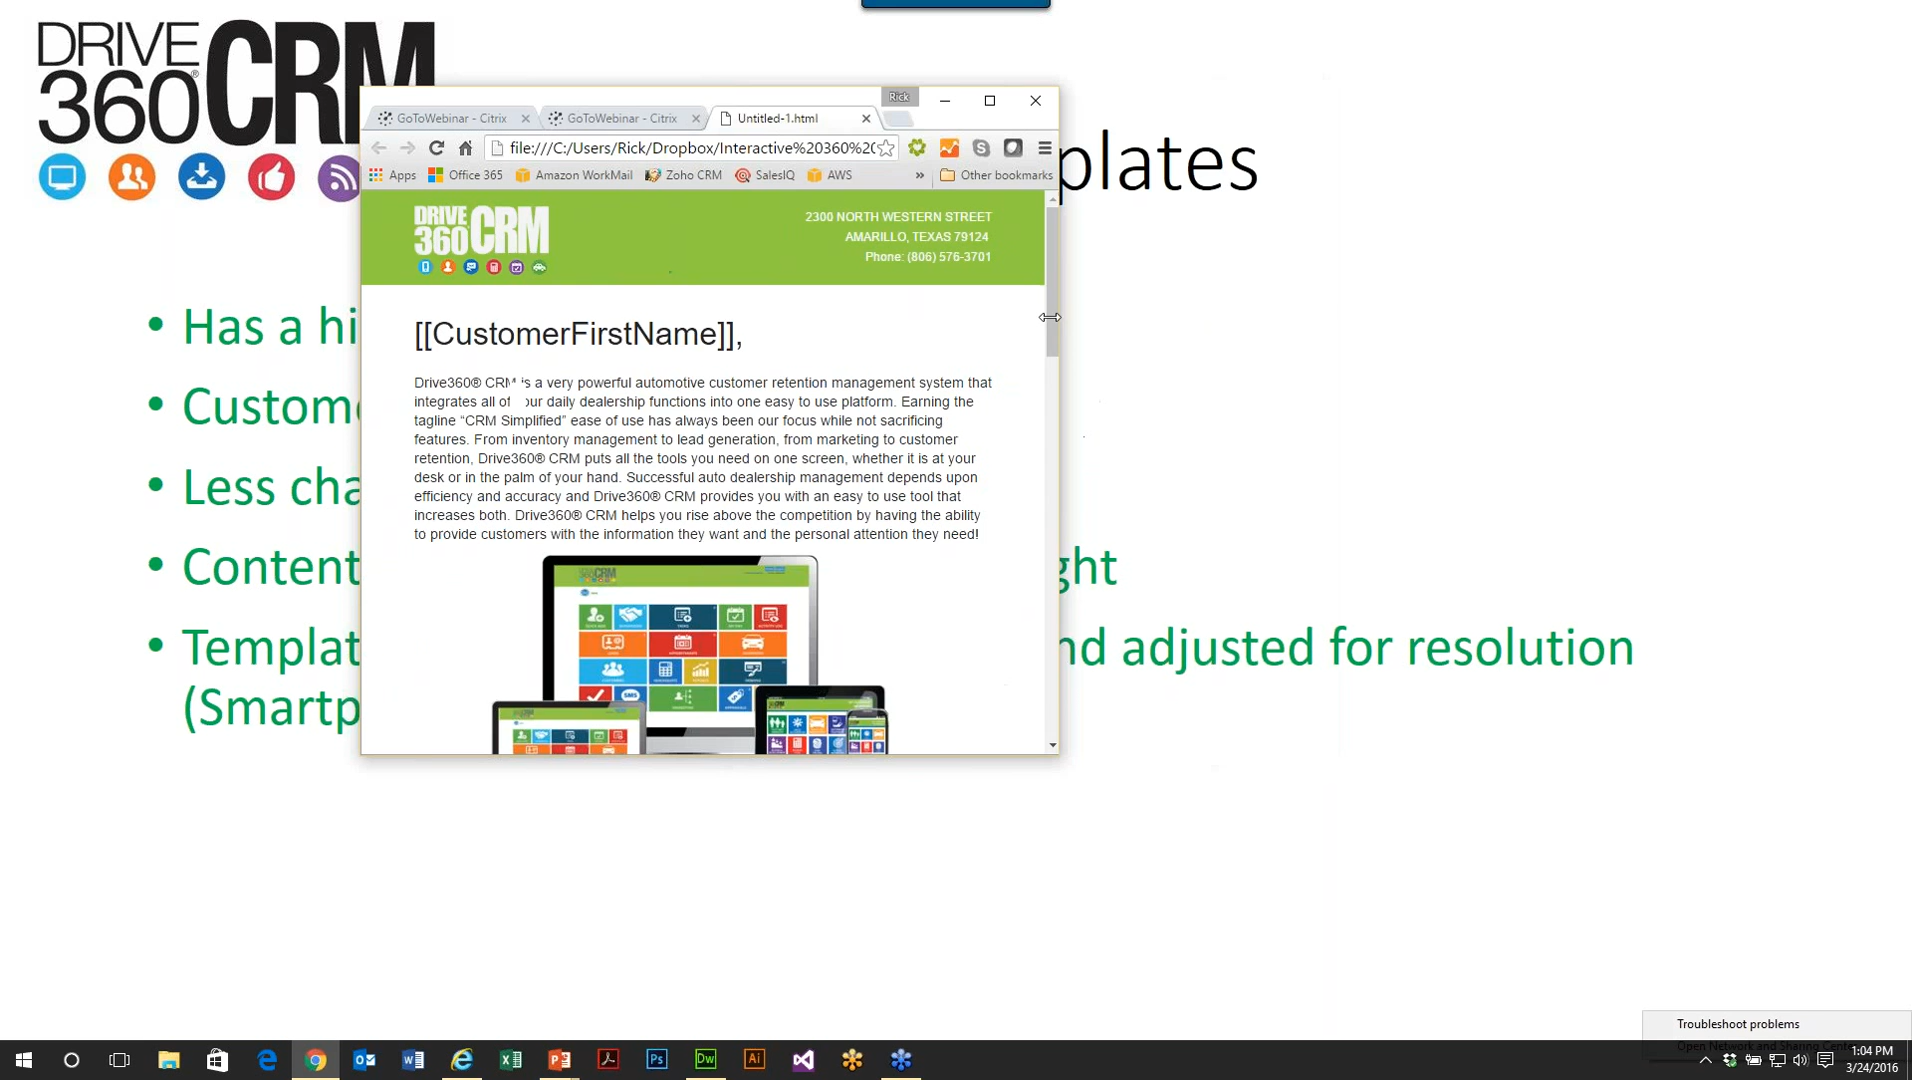 DRIVE
360® CRM
plates
• Has a hi
• Custom
• Less cha
• Content
ght
• Templat
nd adjusted for resolution
(Smartp
Rick
GoToWebinar - Citrix
GoToWebinar - Citrix
Untitled-1.html
file:///C:/Users/Rick/Dropbox/Interactive%20360%20
Apps
Office 365
Amazon WorkMail
Zoho CRM
SalesIQ
AWS
»
Other bookmarks
DRIVE
360 CRM
2300 NORTH WESTERN STREET
AMARILLO, TEXAS 79124
Phone: (806) 576-3701
[[CustomerFirstName]],
Drive360® CRM is a very powerful automotive customer retention management system that
integrates all of our daily dealership functions into one easy to use platform. Earning the
tagline “CRM Simplified” ease of use has always been our focus while not sacrificing
features. From inventory management to lead generation, from marketing to customer
retention, Drive360® CRM puts all the tools you need on one screen, whether it is at your
desk or in the palm of your hand. Successful auto dealership management depends upon
efficiency and accuracy and Drive360® CRM provides you with an easy to use tool that
increases both. Drive360® CRM helps you rise above the competition by having the ability
to provide customers with the information they want and the personal attention they need!
360CRM
SMS
Troubleshoot problems
Open Network and Sharing Cente
1:04 PM
3/24/2016